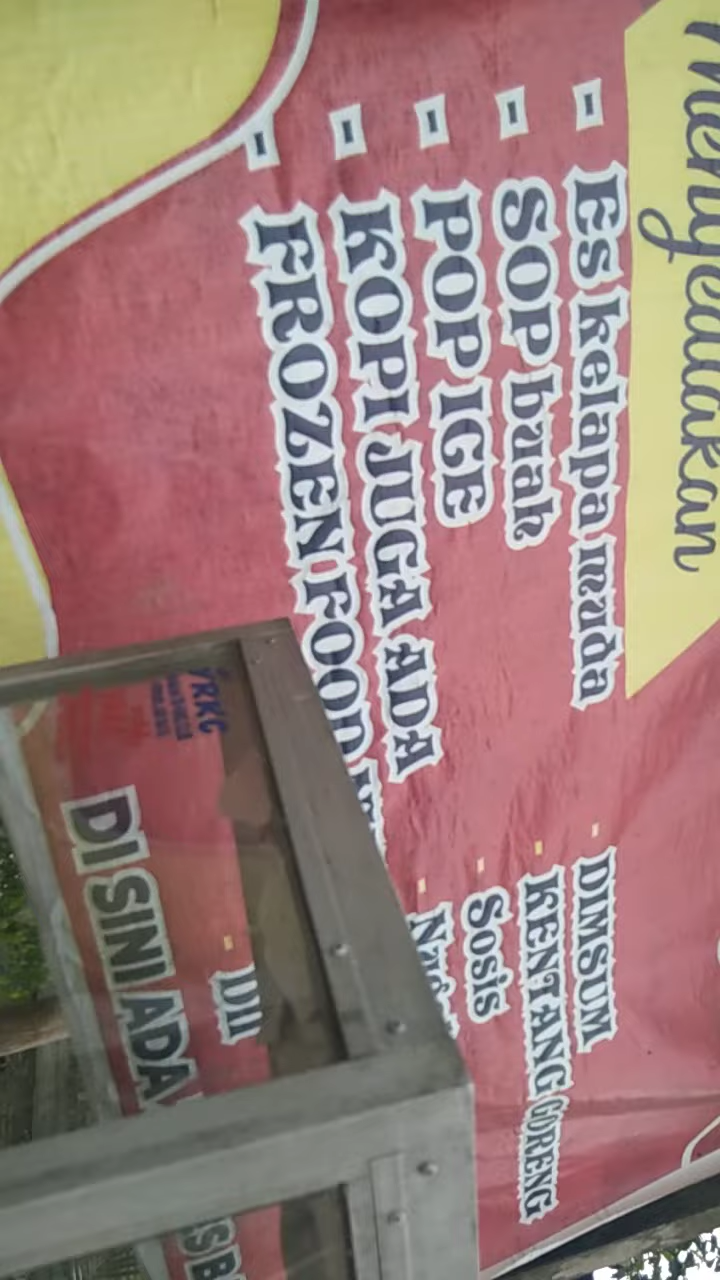 Menyediakan
- Es kelapa muda
- SOP buah
- POP ICE
- KOPI JUGA ADA
- FROZEN FOOD
- DIMSUM
- KENTANG GORENG
- Sosis
- Dll
DI SINI ADA